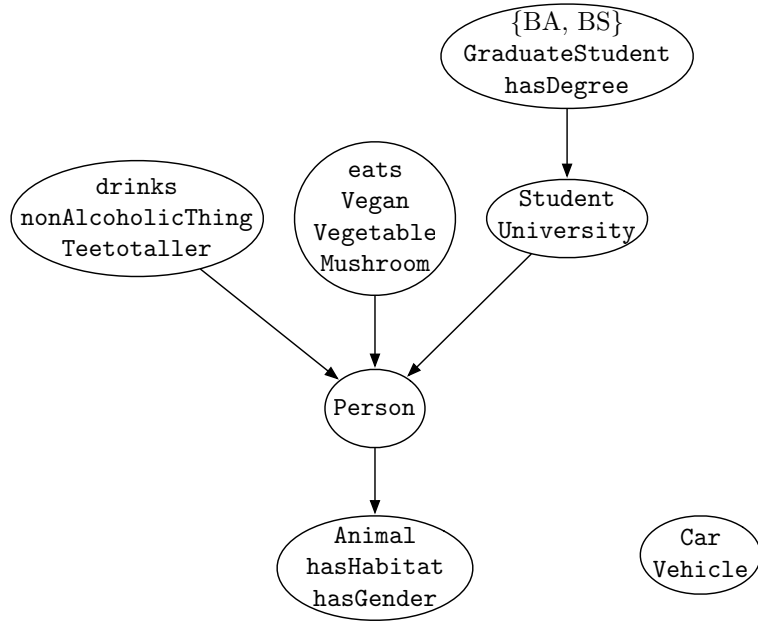 {BA, BS}
GraduateStudent
hasDegree
drinks
nonAlcoholicThing
Teetotaller
eats
Vegan
Vegetable
Mushroom
Student
University
Person
Animal
hasHabitat
hasGender
Car
Vehicle